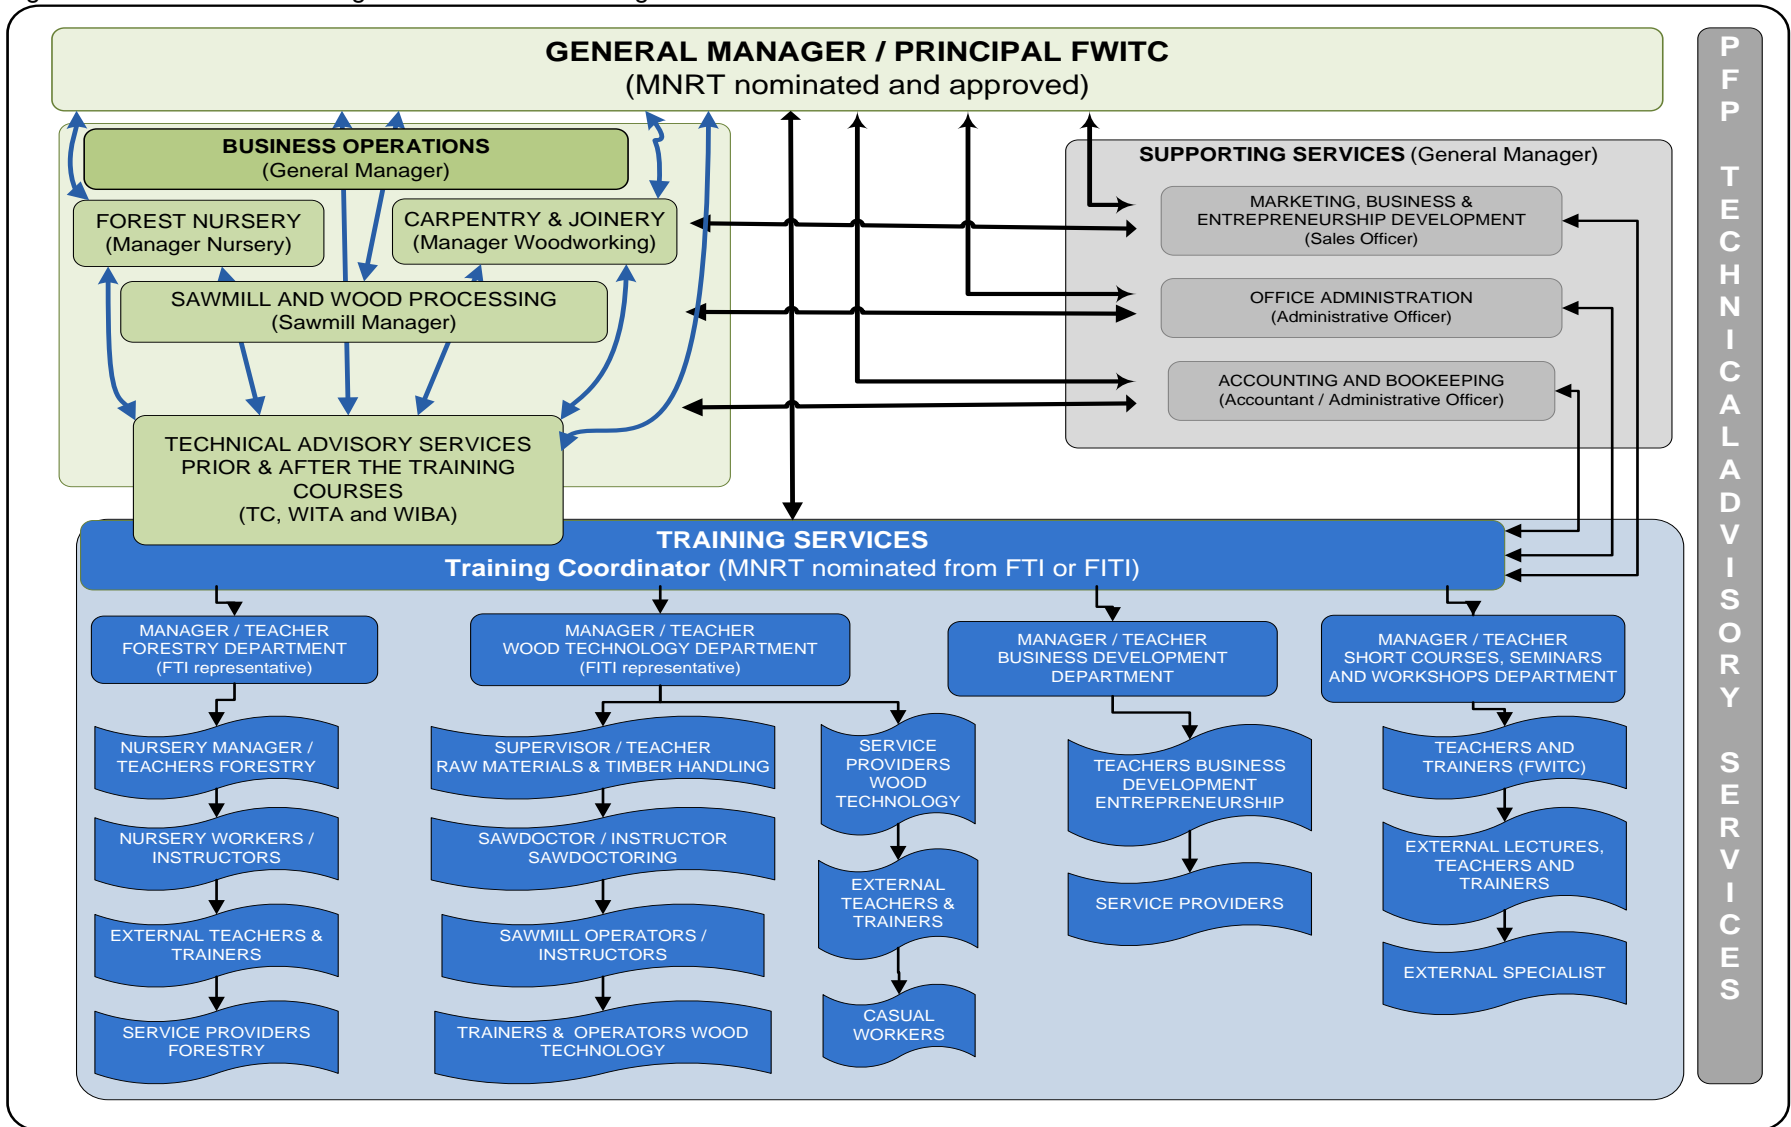 GENERAL MANAGER / PRINCIPAL FWITC
(MNRT nominated and approved)
BUSINESS OPERATIONS
(General Manager)
FOREST NURSERY
(Manager Nursery)
CARPENTRY & JOINERY
(Manager Woodworking)
SAWMILL AND WOOD PROCESSING
(Sawmill Manager)
TECHNICAL ADVISORY SERVICES
PRIOR & AFTER THE TRAINING
COURSES
(TC, WITA and WIBA)
SUPPORTING SERVICES (General Manager)
MARKETING, BUSINESS &
ENTREPRENEURSHIP DEVELOPMENT
(Sales Officer)
OFFICE ADMINISTRATION
(Administrative Officer)
ACCOUNTING AND BOOKEEPING
(Accountant / Administrative Officer)
TRAINING SERVICES
Training Coordinator (MNRT nominated from FTI or FITI)
MANAGER / TEACHER
FORESTRY DEPARTMENT
(FTI representative)
NURSERY MANAGER /
TEACHERS FORESTRY
NURSERY WORKERS /
INSTRUCTORS
EXTERNAL TEACHERS &
TRAINERS
SERVICE PROVIDERS
FORESTRY
MANAGER / TEACHER
WOOD TECHNOLOGY DEPARTMENT
(FITI representative)
SUPERVISOR / TEACHER
RAW MATERIALS & TIMBER HANDLING
SAWDOCTOR / INSTRUCTOR
SAWDOCTORING
SAWMILL OPERATORS /
INSTRUCTORS
TRAINERS & OPERATORS WOOD
TECHNOLOGY
SERVICE
PROVIDERS
WOOD
TECHNOLOGY
EXTERNAL
TEACHERS &
TRAINERS
CASUAL
WORKERS
MANAGER / TEACHER
BUSINESS DEVELOPMENT
DEPARTMENT
TEACHERS BUSINESS
DEVELOPMENT
ENTREPRENEURSHIP
SERVICE PROVIDERS
MANAGER / TEACHER
SHORT COURSES, SEMINARS
AND WORKSHOPS DEPARTMENT
TEACHERS AND
TRAINERS (FWITC)
EXTERNAL LECTURES,
TEACHERS AND
TRAINERS
EXTERNAL SPECIALIST
PFP TECHNICAL ADVISORY SERVICES